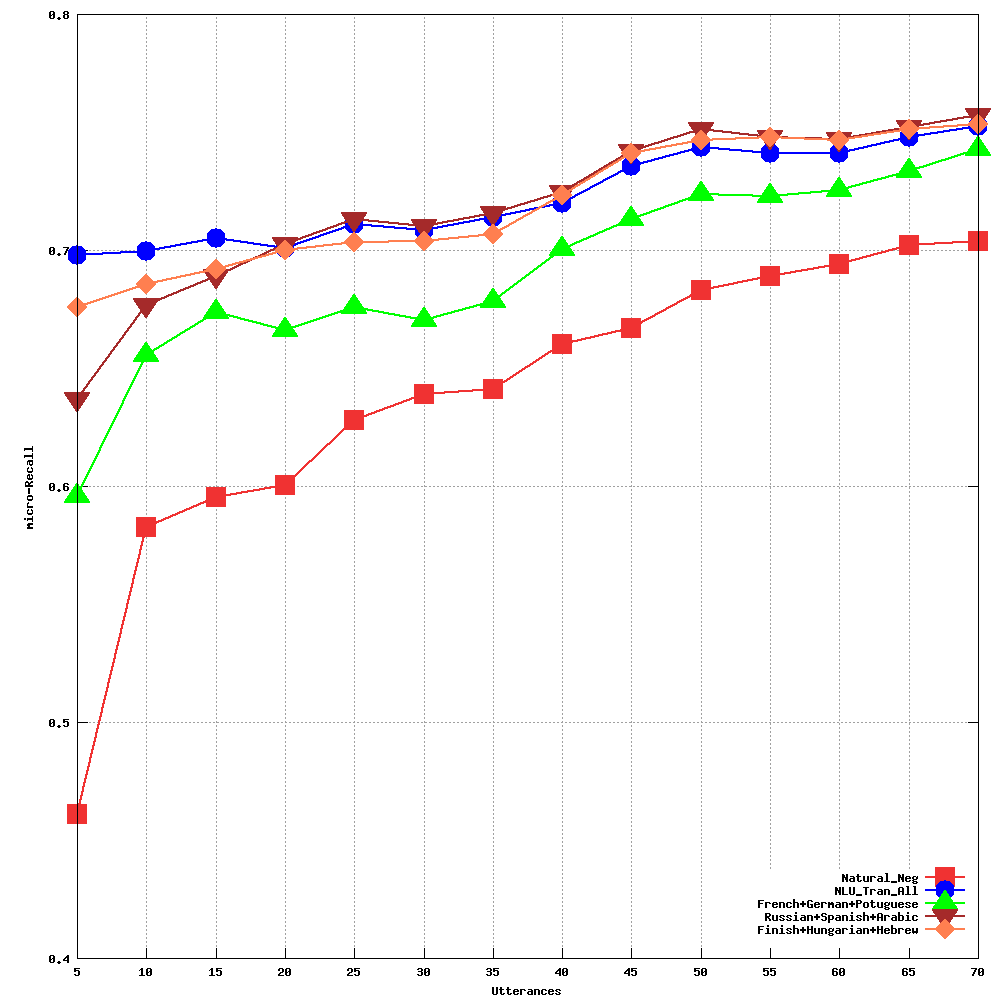 0.8
0.7
0.6
0.5
0.4
micro-Recall
Natural_Neg
NLU_Tran_All
French+German+Potuguese
Russian+Spanish+Arabic
Finish+Hungarian+Hebrew
5 10 15 20 25 30 35 40 45 50 55 60 65 70
Utterances